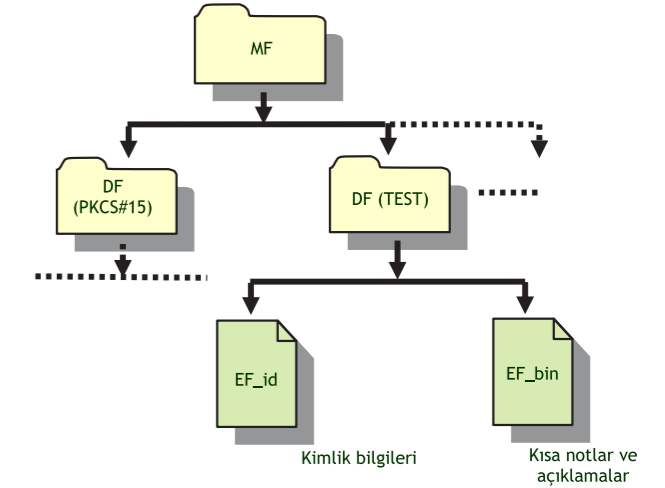 MF
DF
(PKCS#15)
DF (TEST)
EF_id
EF_bin
Kimlik bilgileri
Kısa notlar ve
açıklamalar